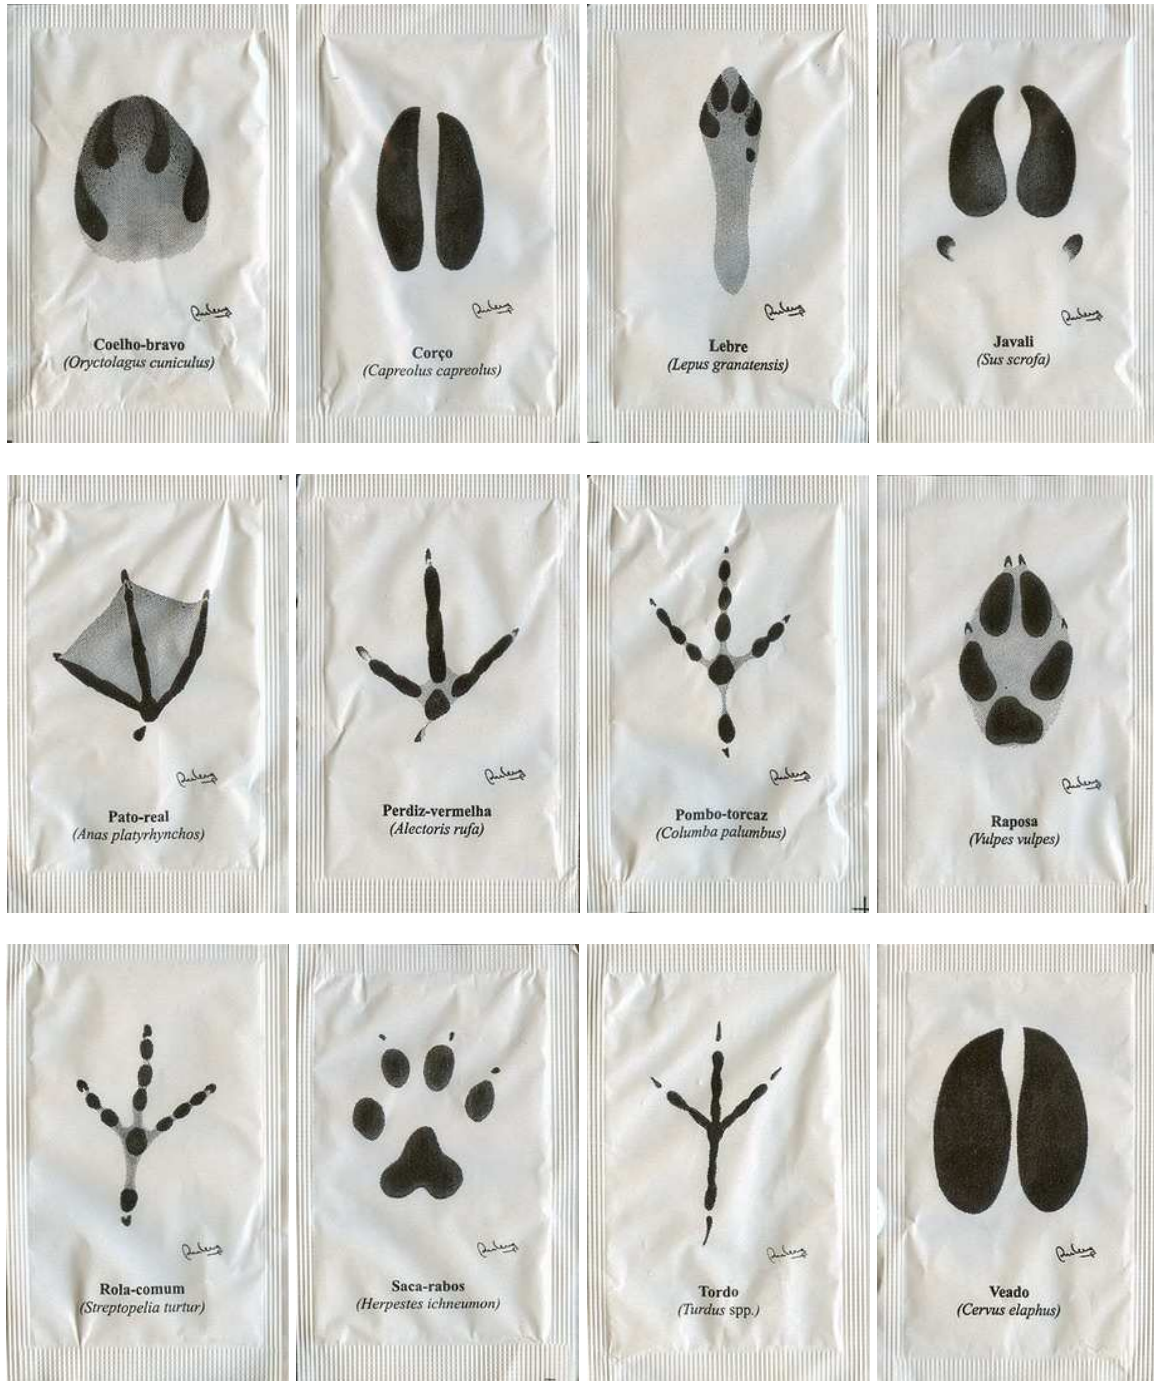 Coelho-bravo
(Oryctolagus cuniculus)
Corço
(Capreolus capreolus)
Lebre
(Lepus granatensis)
Javali
(Sus scrofa)
Pato-real
(Anas platyrhynchos)
Perdiz-vermelha
(Alectoris rufa)
Pombo-torcaz
(Columba palumbus)
Raposa
(Vulpes vulpes)
Rola-comum
(Streptopelia turtur)
Saca-rabos
(Herpestes ichneumon)
Tordo
(Turdus spp.)
Veado
(Cervus elaphus)